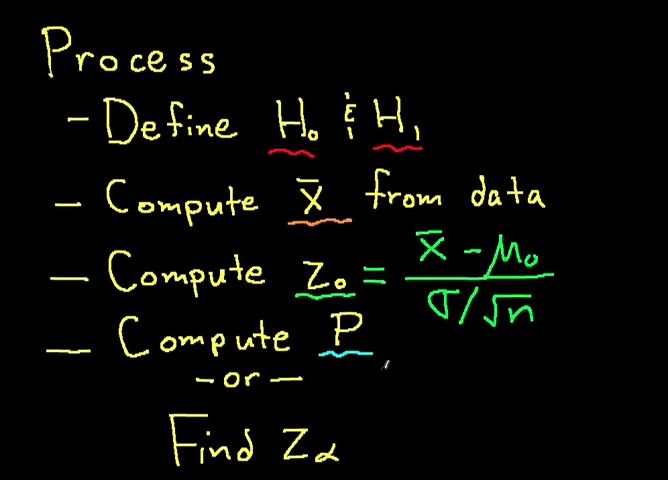 Process
- Define H₀ & H₁
- Compute x̄ from data
- Compute Z₀ = (x̄ - μ₀) / (σ/√n)
- Compute P
- or -
Find Zα